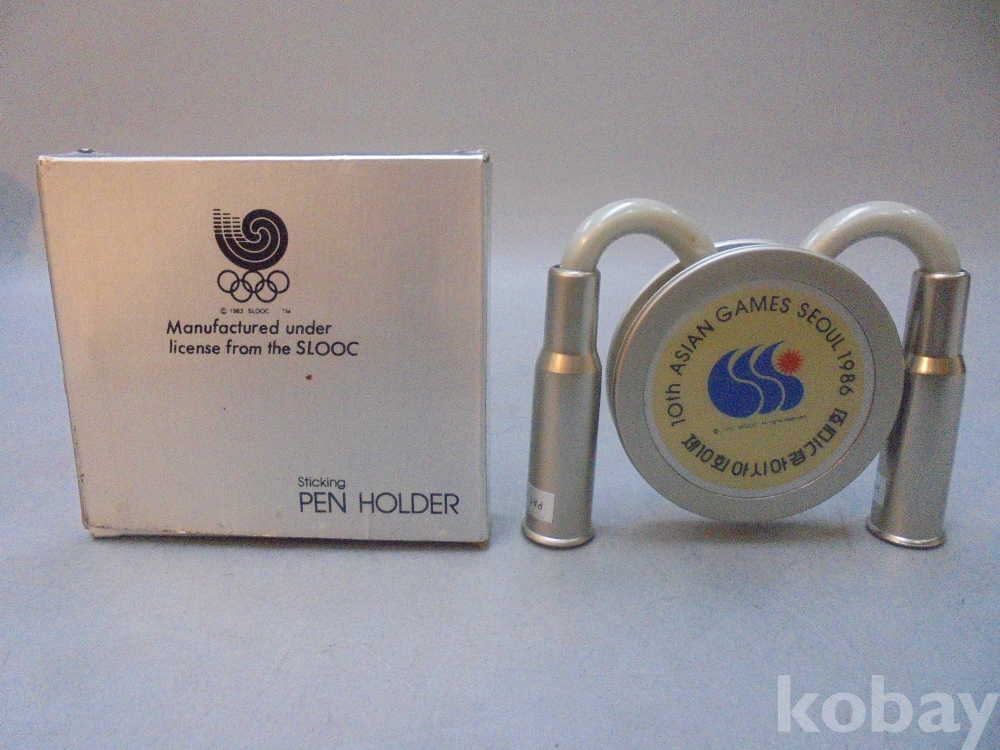 © 1983 SLOOC TM
Manufactured under
license from the SLOOC
Sticking
PEN HOLDER
10th ASIAN GAMES SEOUL 1986
제10회 아시아경기대회
kobay